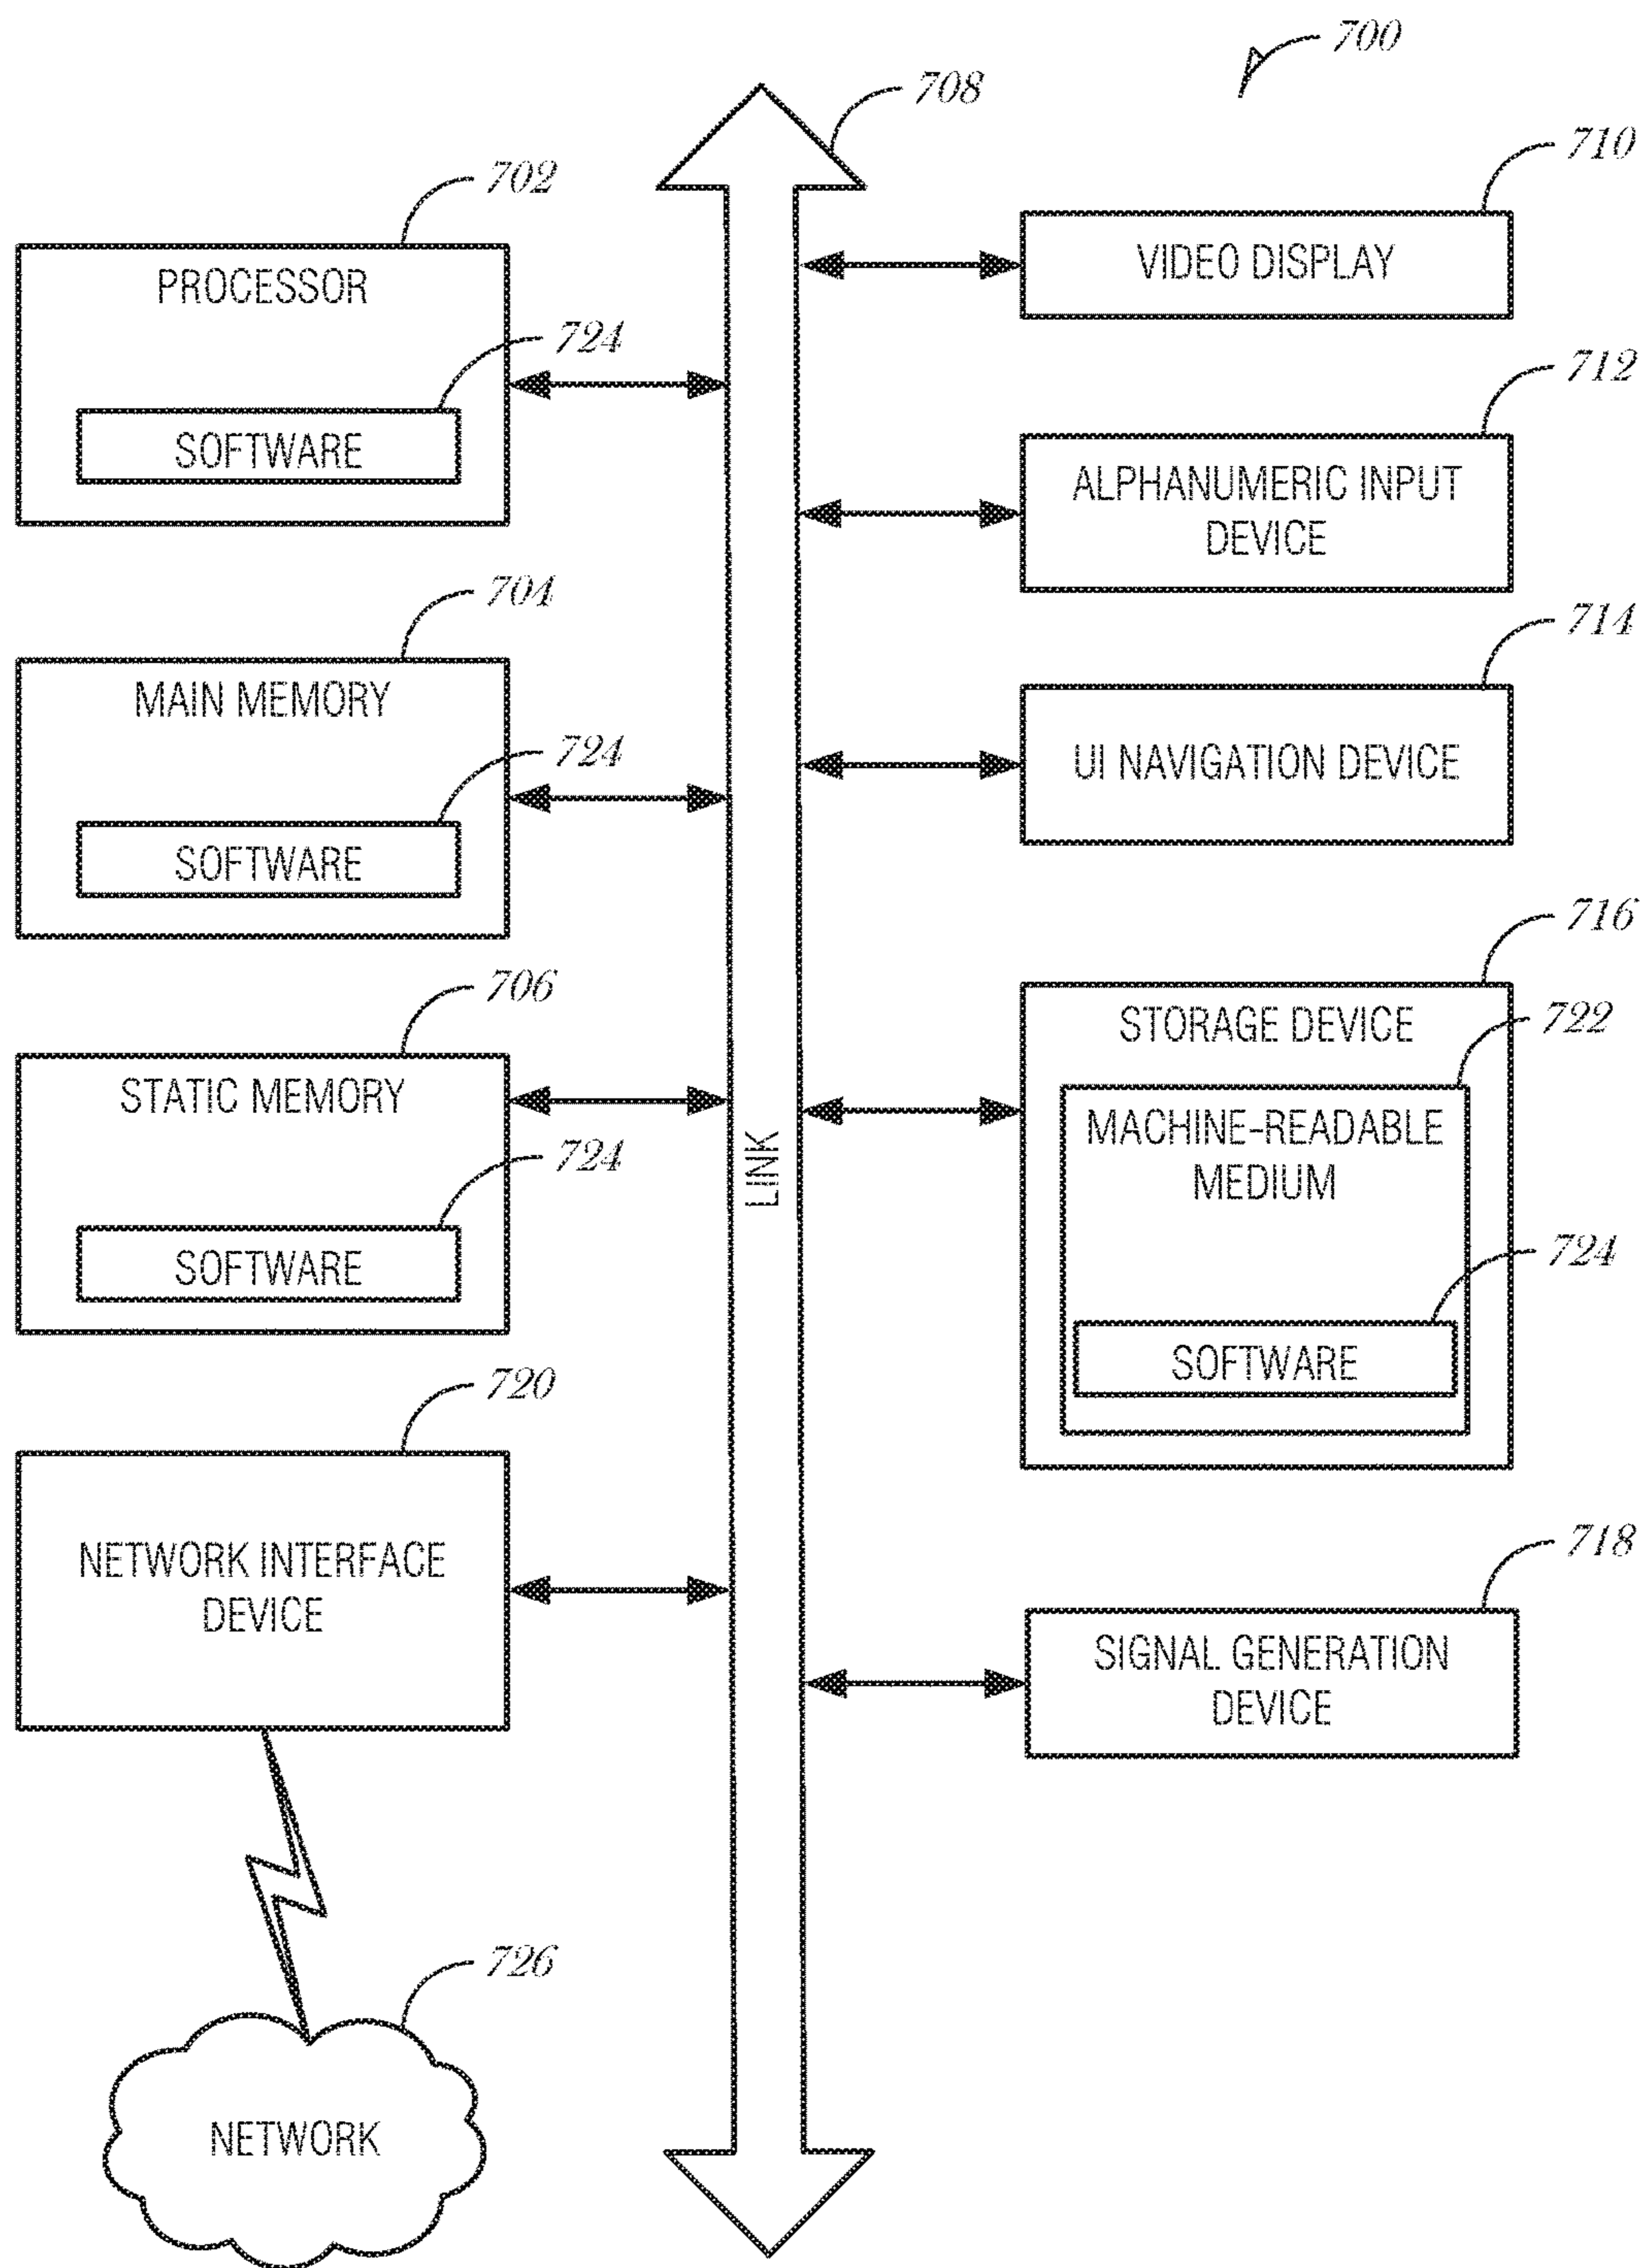 700
708
702
PROCESSOR
724
SOFTWARE
704
MAIN MEMORY
724
SOFTWARE
706
STATIC MEMORY
724
SOFTWARE
720
NETWORK INTERFACE
DEVICE
726
NETWORK
LINK
710
VIDEO DISPLAY
712
ALPHANUMERIC INPUT
DEVICE
714
UI NAVIGATION DEVICE
716
STORAGE DEVICE
722
MACHINE-READABLE
MEDIUM
724
SOFTWARE
718
SIGNAL GENERATION
DEVICE